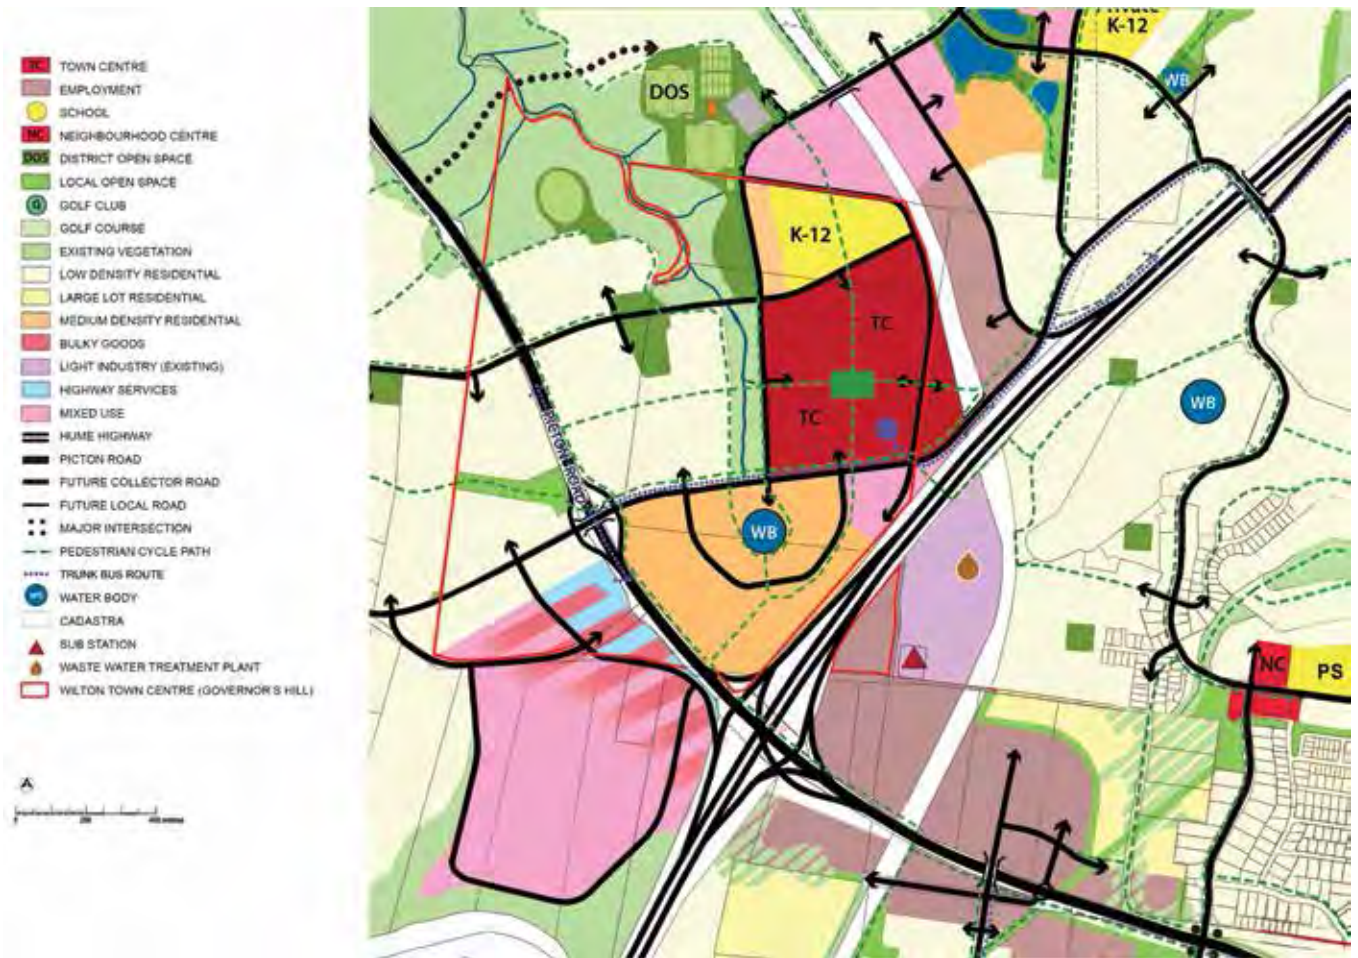 TC TOWN CENTRE
EMPLOYMENT
SCHOOL
NC NEIGHBOURHOOD CENTRE
DOS DISTRICT OPEN SPACE
LOCAL OPEN SPACE
G GOLF CLUB
GOLF COURSE
EXISTING VEGETATION
LOW DENSITY RESIDENTIAL
LARGE LOT RESIDENTIAL
MEDIUM DENSITY RESIDENTIAL
BULKY GOODS
LIGHT INDUSTRY (EXISTING)
HIGHWAY SERVICES
MIXED USE
HUME HIGHWAY
PICTON ROAD
FUTURE COLLECTOR ROAD
FUTURE LOCAL ROAD
MAJOR INTERSECTION
PEDESTRIAN CYCLE PATH
TRUNK BUS ROUTE
WB WATER BODY
CADASTRA
SUB STATION
WASTE WATER TREATMENT PLANT
WILTON TOWN CENTRE (GOVERNOR'S HILL)
Private
K-12
WB
DOS
K-12
TC
WB
TC
PICTON ROAD
WB
NC
PS